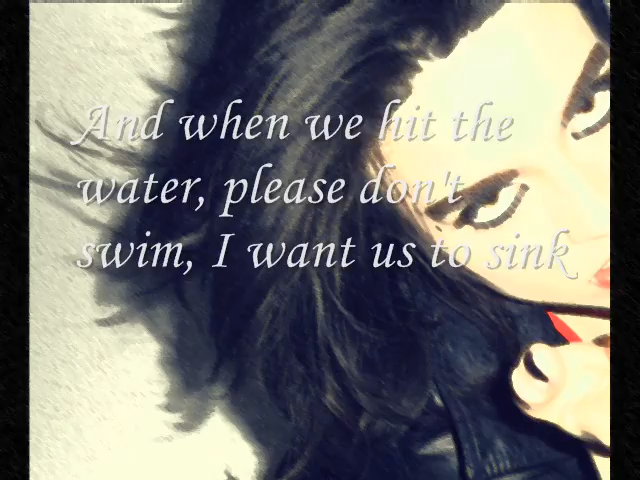 And when we hit the
water, please don't
swim, I want us to sink